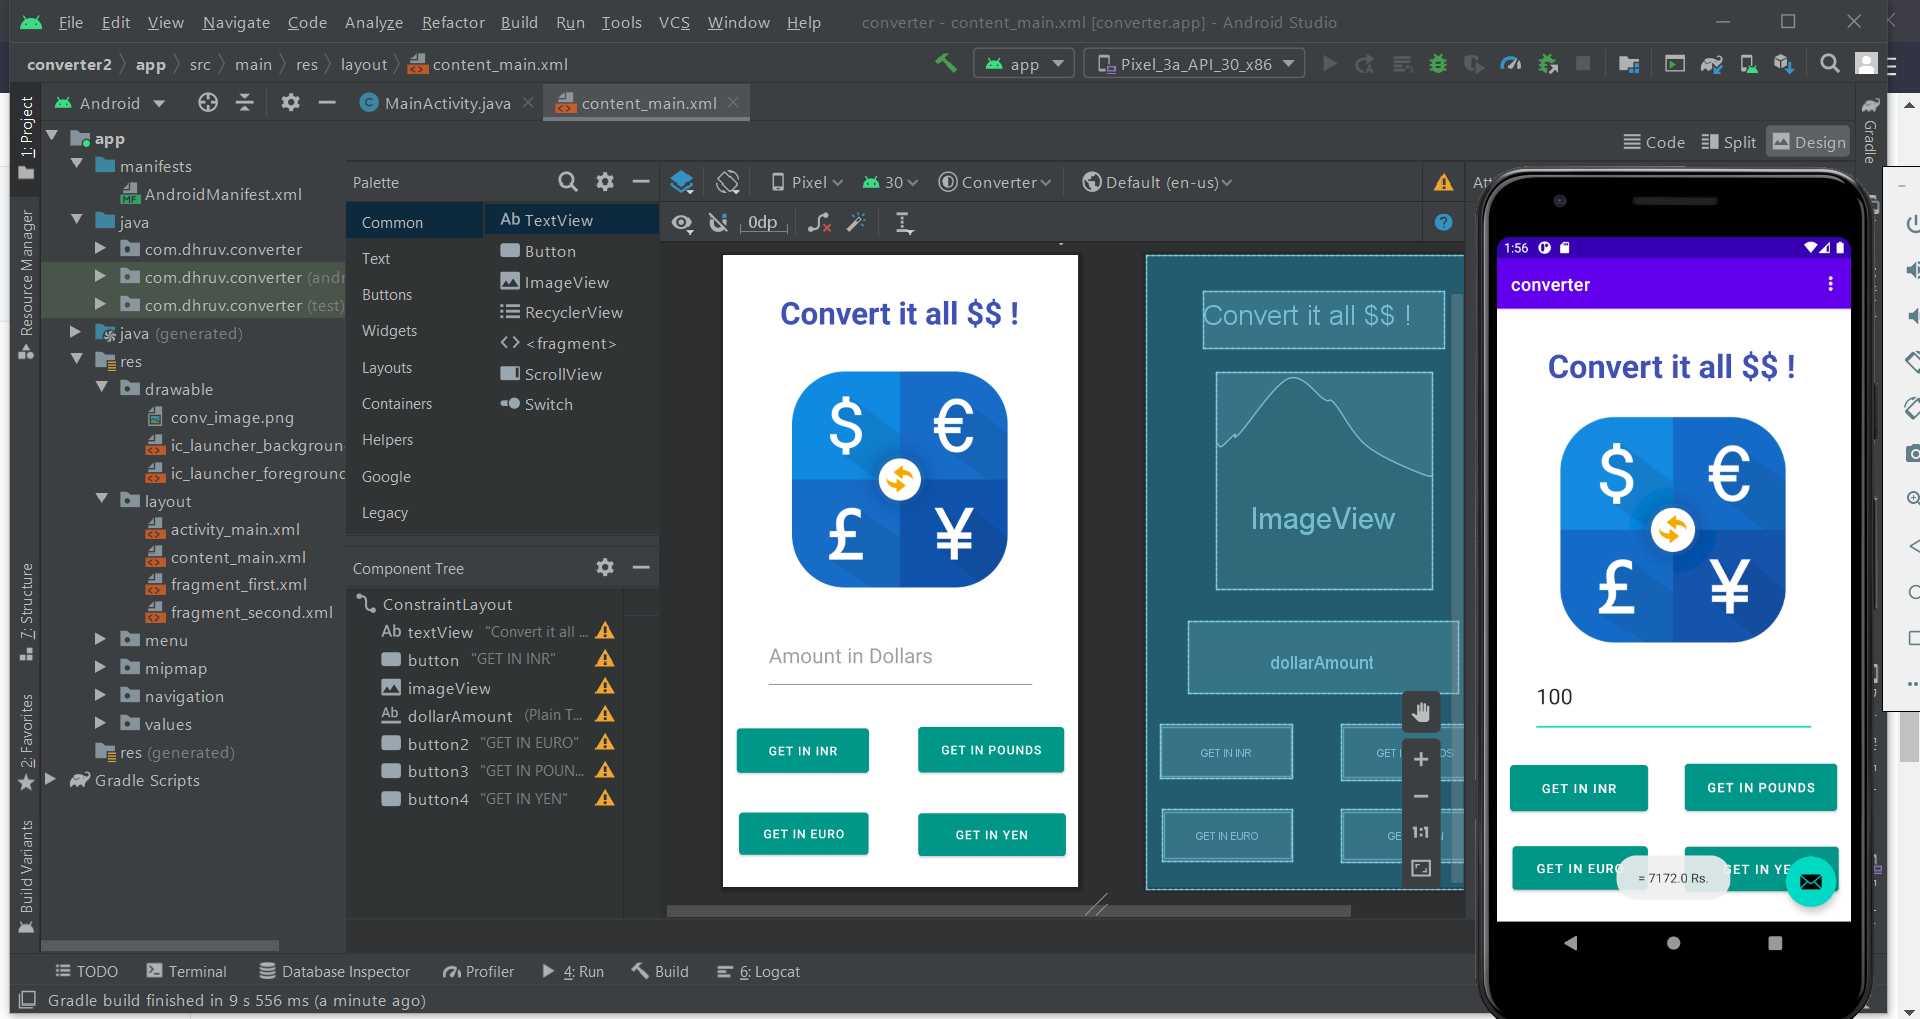 File Edit View Navigate Code Analyze Refactor Build Run Tools VCS Window Help converter - content_main.xml [converter.app] - Android Studio
converter2 app src main res layout content_main.xml app Pixel_3a_API_30_x86
Android MainActivity.java content_main.xml
Code Split Design
1: Project
Resource Manager
7: Structure
2: Favorites
Build Variants
Gradle
app
manifests
AndroidManifest.xml
java
com.dhruv.converter
com.dhruv.converter (andr
com.dhruv.converter (test)
java (generated)
res
drawable
conv_image.png
ic_launcher_backgroun
ic_launcher_foreground
layout
activity_main.xml
content_main.xml
fragment_first.xml
fragment_second.xml
menu
mipmap
navigation
values
res (generated)
Gradle Scripts
Palette
Common
Text
Buttons
Widgets
Layouts
Containers
Helpers
Google
Legacy
Ab TextView
Button
ImageView
RecyclerView
<> <fragment>
ScrollView
Switch
Component Tree
ConstraintLayout
Ab textView "Convert it all ...
button "GET IN INR"
imageView
Ab dollarAmount (Plain T...
button2 "GET IN EURO"
button3 "GET IN POUN...
button4 "GET IN YEN"
Pixel 30 Converter Default (en-us) Att
0dp
Convert it all $$ !
$ €
£ ¥
Amount in Dollars
GET IN INR GET IN POUNDS
GET IN EURO GET IN YEN
Convert it all $$ !
ImageView
dollarAmount
GET IN INR GET I DS
GET IN EURO GE N
1:1
1:56
converter
Convert it all $$ !
$ €
£ ¥
100
GET IN INR GET IN POUNDS
GET IN EURO GET IN YE
= 7172.0 Rs.
TODO Terminal Database Inspector Profiler 4: Run Build 6: Logcat
Gradle build finished in 9 s 556 ms (a minute ago)